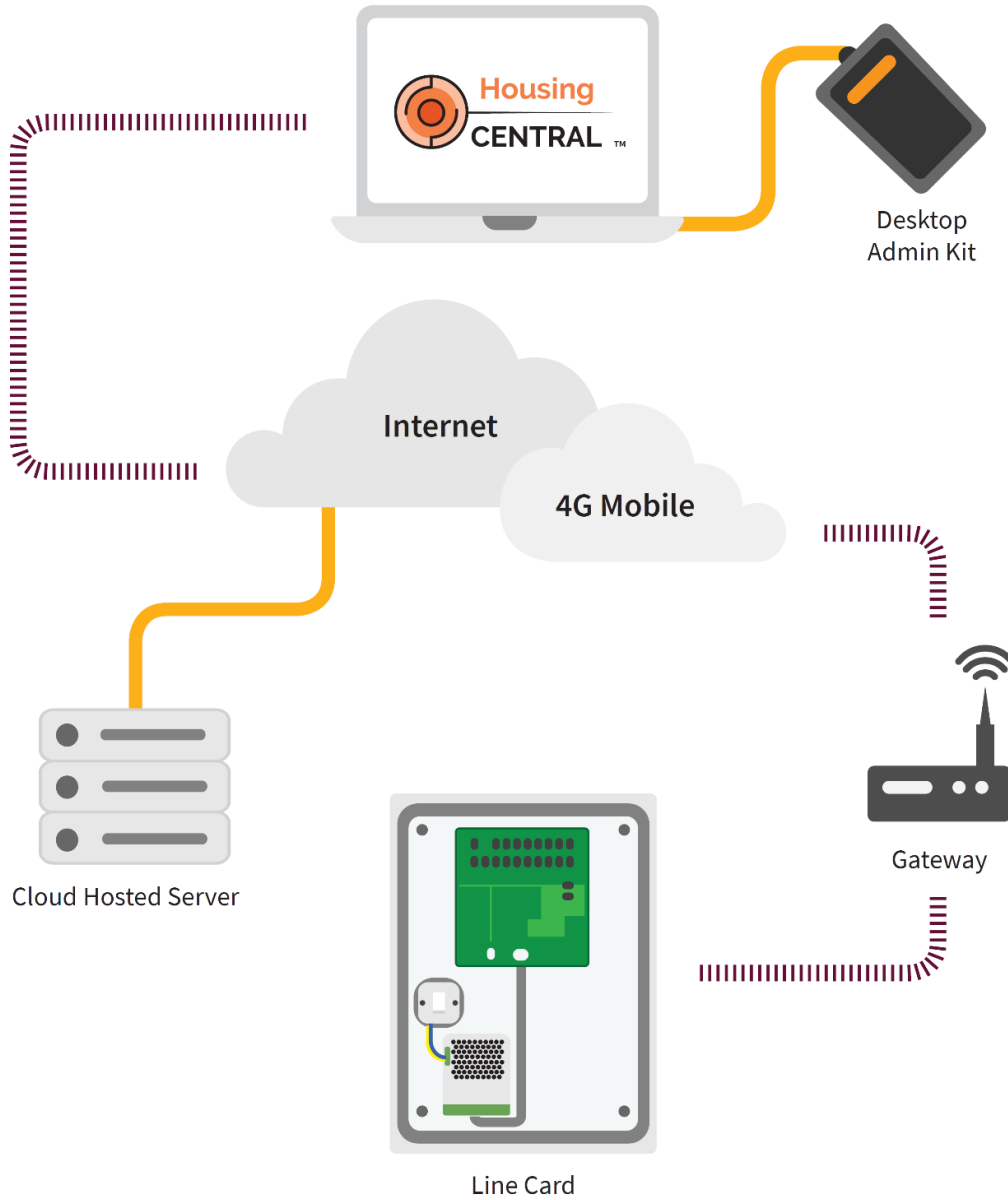 Housing
CENTRAL ™
Desktop
Admin Kit
Internet
4G Mobile
Gateway
Cloud Hosted Server
Line Card